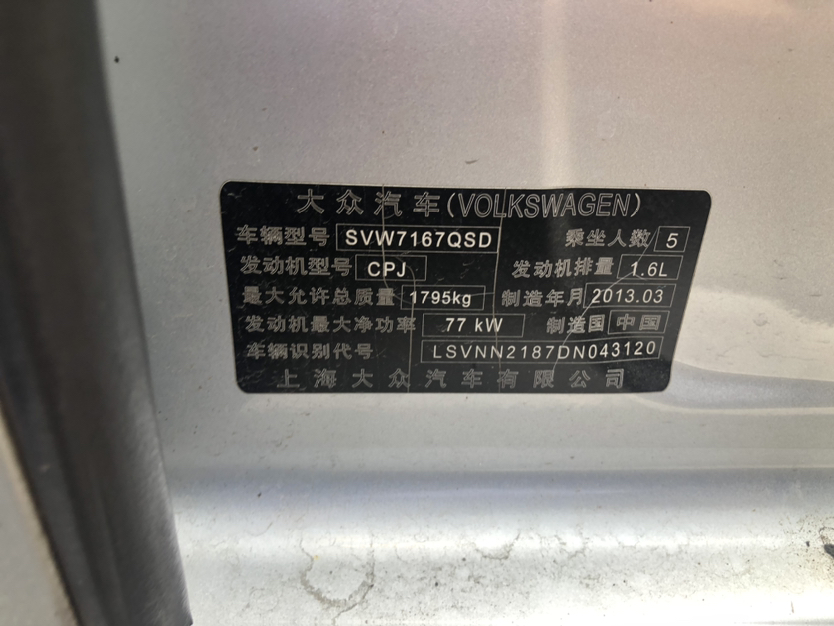 大众汽车(VOLKSWAGEN)
车辆型号 SVW7167QSD 乘坐人数 5
发动机型号 CPJ 发动机排量 1.6L
最大允许总质量 1795kg 制造年月 2013.03
发动机最大净功率 77 kW 制造国 中国
车辆识别代号 LSVNN2187DN043120
上海大众汽车有限公司